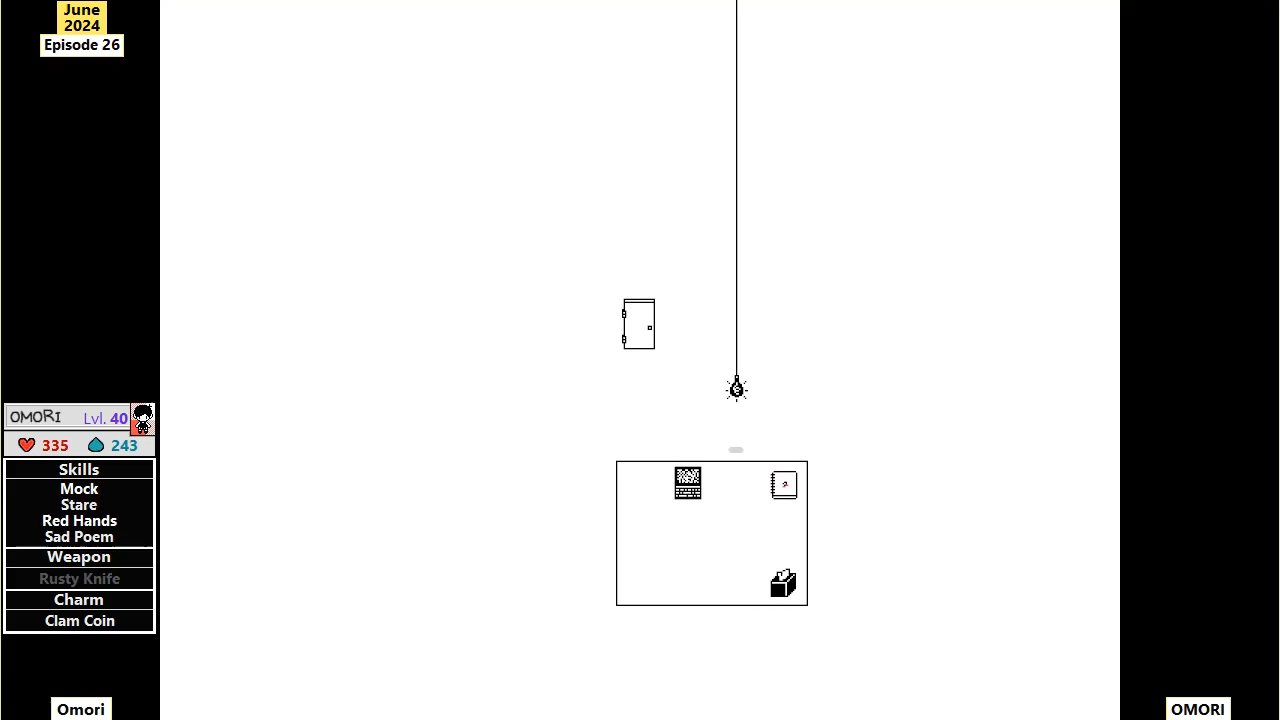 June
2024
Episode 26
OMORI Lvl. 40
335 243
Skills
Mock
Stare
Red Hands
Sad Poem
Weapon
Rusty Knife
Charm
Clam Coin
Omori
OMORI